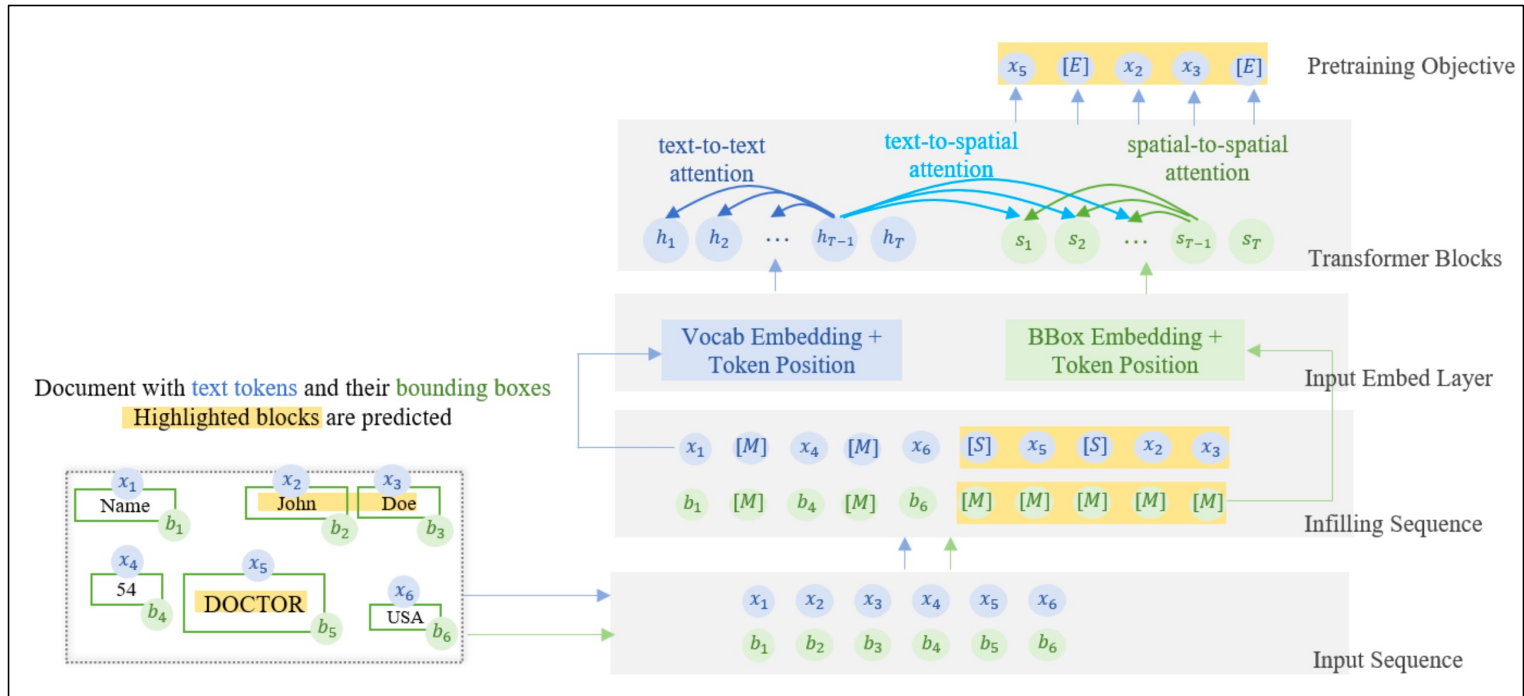 x₅ [E] x₂ x₃ [E] Pretraining Objective
text-to-text attention
text-to-spatial attention
spatial-to-spatial attention
h₁ h₂ ... h_T−1 h_T s₁ s₂ ... s_T−1 s_T
Transformer Blocks
Vocab Embedding + Token Position
BBox Embedding + Token Position
Input Embed Layer
Document with text tokens and their bounding boxes
Highlighted blocks are predicted
x₁ [M] x₄ [M] x₆ [S] x₅ [S] x₂ x₃
b₁ [M] b₄ [M] b₆ [M] [M] [M] [M] [M]
Infilling Sequence
x₁ x₂ x₃
Name John Doe
b₁ b₂ b₃
x₄ x₅ x₆
54 DOCTOR USA
b₄ b₅ b₆
x₁ x₂ x₃ x₄ x₅ x₆
b₁ b₂ b₃ b₄ b₅ b₆
Input Sequence